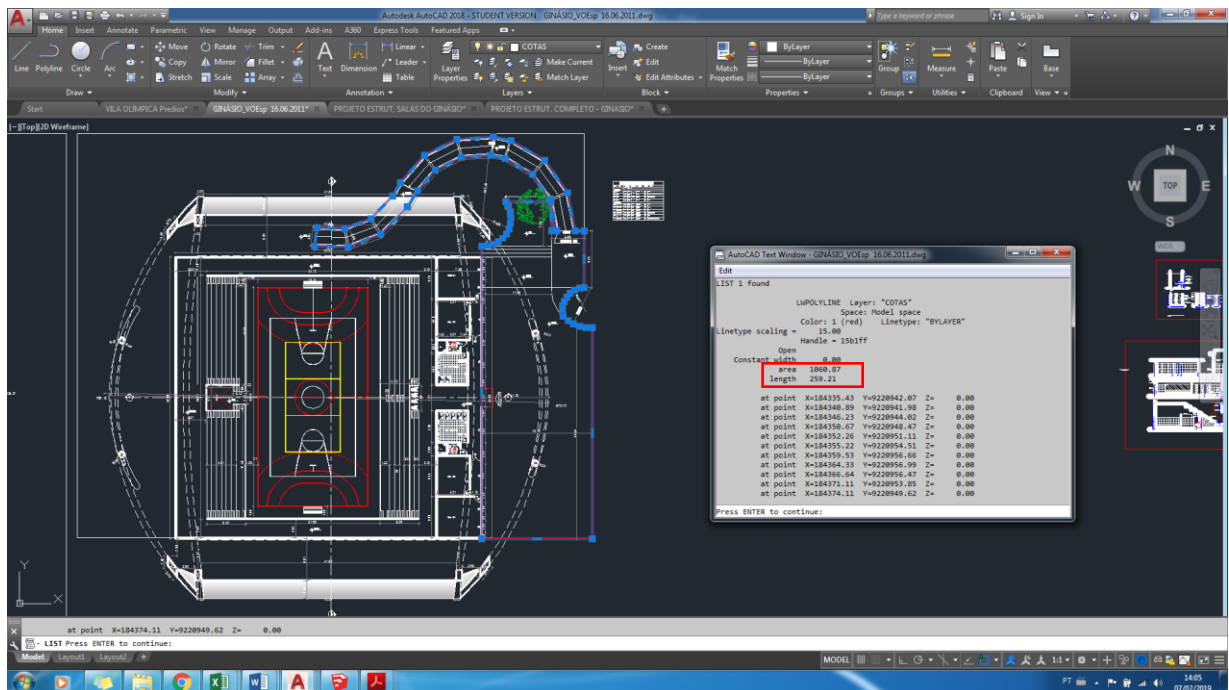 Autodesk AutoCAD 2018 - STUDENT VERSION   GINÁSIO_VOEsp 16.06.2011.dwg
Type a keyword or phrase
Sign In
Home Insert Annotate Parametric View Manage Output Add-ins A360 Express Tools Featured Apps
Line Polyline Circle Arc
Move Rotate Trim
Copy Mirror Fillet
Stretch Scale Array
Text Dimension
Linear
Leader
Table
Layer Properties
COTAS
Make Current
Match Layer
Insert
Create
Edit
Edit Attributes
Match Properties
ByLayer
ByLayer
ByLayer
Group
Measure
Paste
Base
Draw Modify Annotation Layers Block Properties Groups Utilities Clipboard View
Start
VILA OLIMPICA Predios*
GINÁSIO_VOEsp 16.06.2011*
PROJETO ESTRUT, SALAS DO GINÁSIO*
PROJETO ESTRUT. COMPLETO - GINASIO*
[-][Top][2D Wireframe]
N
W TOP E
S
WCS
AutoCAD Text Window - GINÁSIO_VOEsp 16.06.2011.dwg
Edit
LIST 1 found
LWPOLYLINE Layer: "COTAS"
Space: Model space
Color: 1 (red) Linetype: "BYLAYER"
Linetype scaling = 15.00
Handle = 15b1ff
Open
Constant width 0.00
area 1060.87
length 259.21
at point X=184335.43 Y=9220942.07 Z= 0.00
at point X=184340.89 Y=9220941.98 Z= 0.00
at point X=184346.23 Y=9220944.02 Z= 0.00
at point X=184350.67 Y=9220948.47 Z= 0.00
at point X=184352.26 Y=9220951.11 Z= 0.00
at point X=184355.22 Y=9220954.51 Z= 0.00
at point X=184359.53 Y=9220956.66 Z= 0.00
at point X=184364.33 Y=9220956.99 Z= 0.00
at point X=184366.64 Y=9220956.47 Z= 0.00
at point X=184371.11 Y=9220953.85 Z= 0.00
at point X=184374.11 Y=9220949.62 Z= 0.00
Press ENTER to continue:
Y
X
at point X=184374.11 Y=9220949.62 Z= 0.00
LIST Press ENTER to continue:
Model Layout1 Layout2 +
MODEL
1:1
PT
14:05
07/02/2019